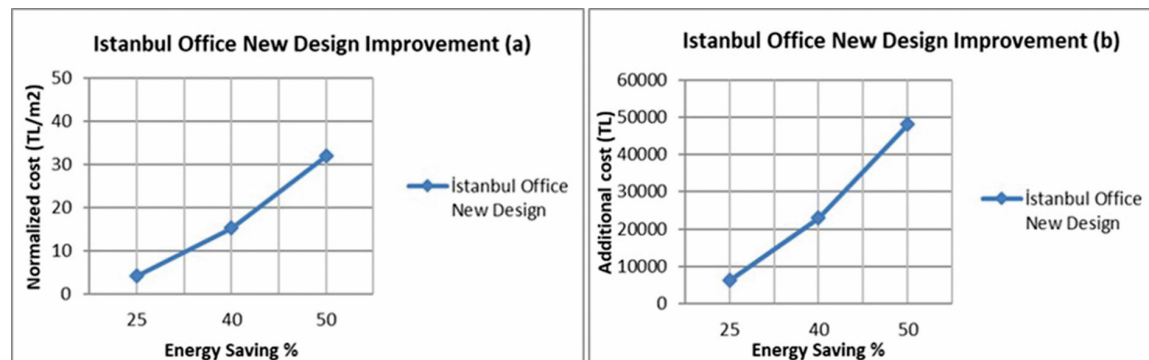 Istanbul Office New Design Improvement (a)
Normalized cost (TL/m2)
50
40
30
20
10
0
25 40 50
Energy Saving %
İstanbul Office
New Design
Istanbul Office New Design Improvement (b)
Additional cost (TL)
60000
50000
40000
30000
20000
10000
0
25 40 50
Energy Saving %
İstanbul Office
New Design